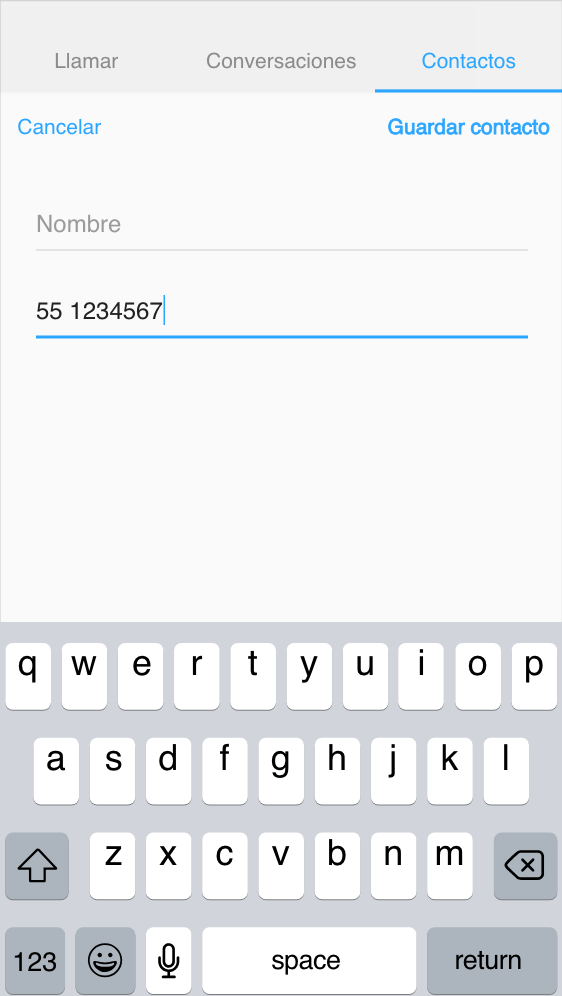 Llamar Conversaciones Contactos
Cancelar Guardar contacto
Nombre
55 1234567
q w e r t y u i o p
a s d f g h j k l
z x c v b n m
123 space return